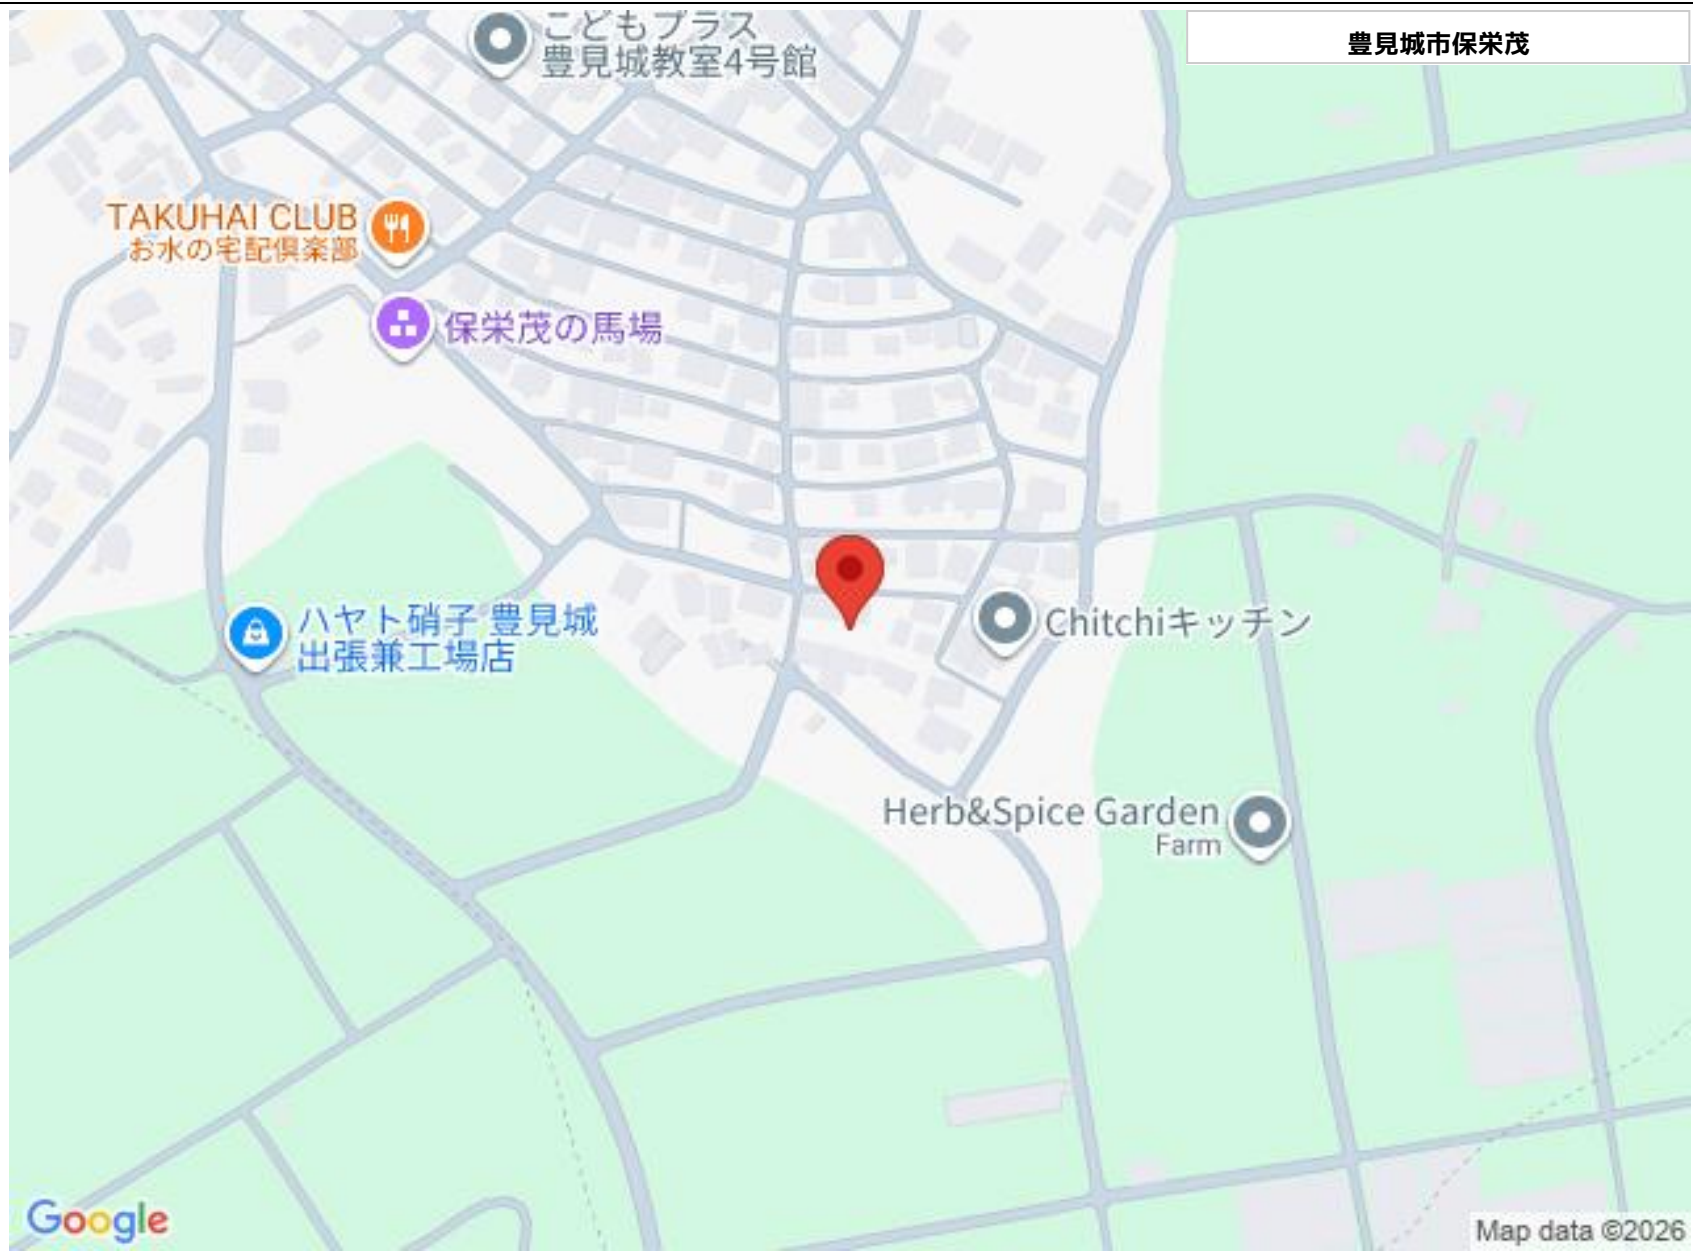 こどもプラス
豊見城教室4号館
豊見城市保栄茂
TAKUHAI CLUB
お水の宅配倶楽部
保栄茂の馬場
ハヤト硝子 豊見城
出張兼工場店
Chitchiキッチン
Herb&Spice Garden
Farm
Google
Map data ©2026